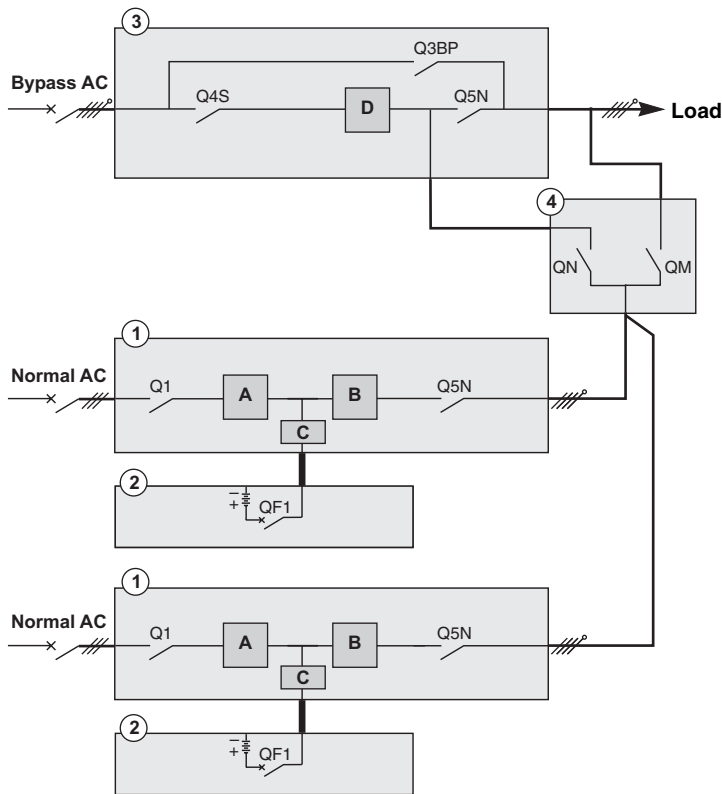 3
Q3BP
Bypass AC
Q4S
D
Q5N
Load
4
QN
QM
1
Normal AC
Q1
A
B
Q5N
C
2
−
+
QF1
1
Normal AC
Q1
A
B
Q5N
C
2
−
+
QF1